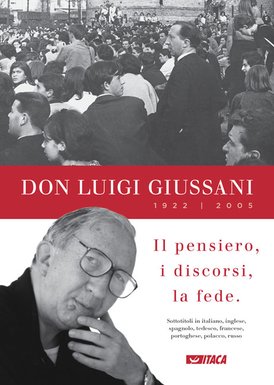 DON LUIGI GIUSSANI
1922 | 2005
Il pensiero,
i discorsi,
la fede.
Sottotitoli in italiano, inglese,
spagnolo, tedesco, francese,
portoghese, polacco, russo
ITACA